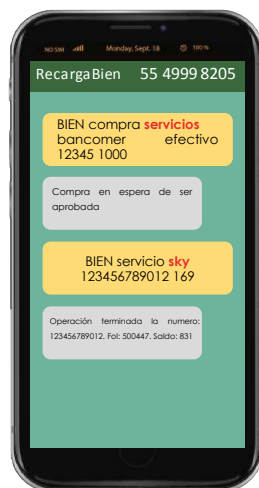 NO SIM 4G Monday, Sept. 18 100%
RecargaBien 55 4999 8205
BIEN compra servicios
bancomer efectivo
12345 1000
Compra en espera de ser
aprobada
BIEN servicio sky
123456789012 169
Operación terminada la numero:
123456789012. Fol: 500447. Saldo: 831